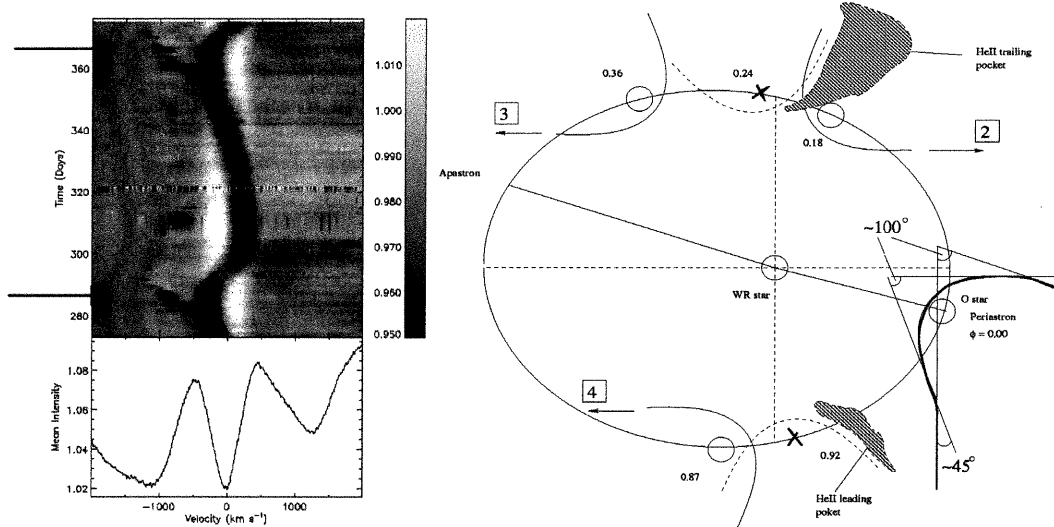 360
340
320
300
280
Time (Days)
1.010
1.000
0.990
0.980
0.970
0.960
0.950
1.08
1.06
1.04
1.02
Mean Intensity
-1000
0
1000
Velocity (km s⁻¹)
HeII trailing
pocket
0.36
0.24
3
2
0.18
Apastron
~100°
WR star
O star
Periastron
ϕ = 0.00
4
0.92
0.87
~45°
HeII leading
poket